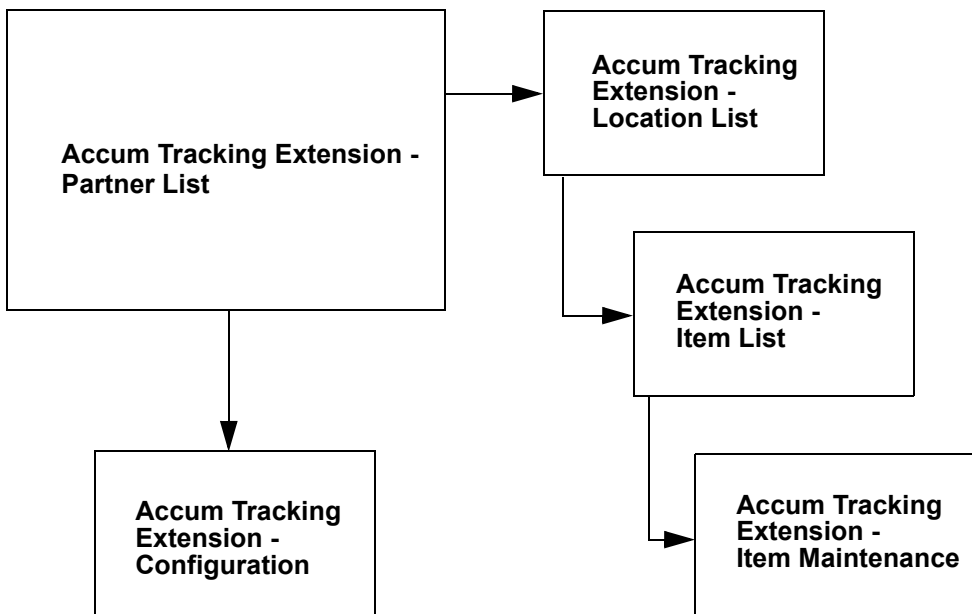 Accum Tracking Extension -
Partner List
Accum Tracking
Extension -
Location List
Accum Tracking
Extension -
Item List
Accum Tracking
Extension -
Configuration
Accum Tracking
Extension -
Item Maintenance